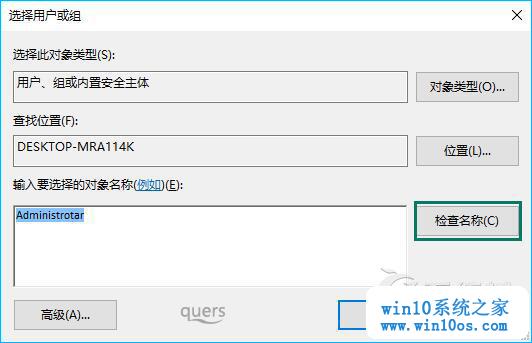 选择用户或组
选择此对象类型(S):
用户、组或内置安全主体
对象类型(O)...
查找位置(F):
DESKTOP-MRA114K
位置(L)...
输入要选择的对象名称(例如)(E):
Administrotar
检查名称(C)
高级(A)...
quers
win10系统之家
www.win10os.com